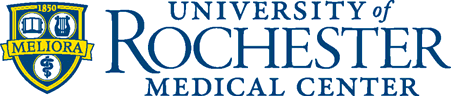 1850
MELIORA
UNIVERSITY of
ROCHESTER
MEDICAL CENTER